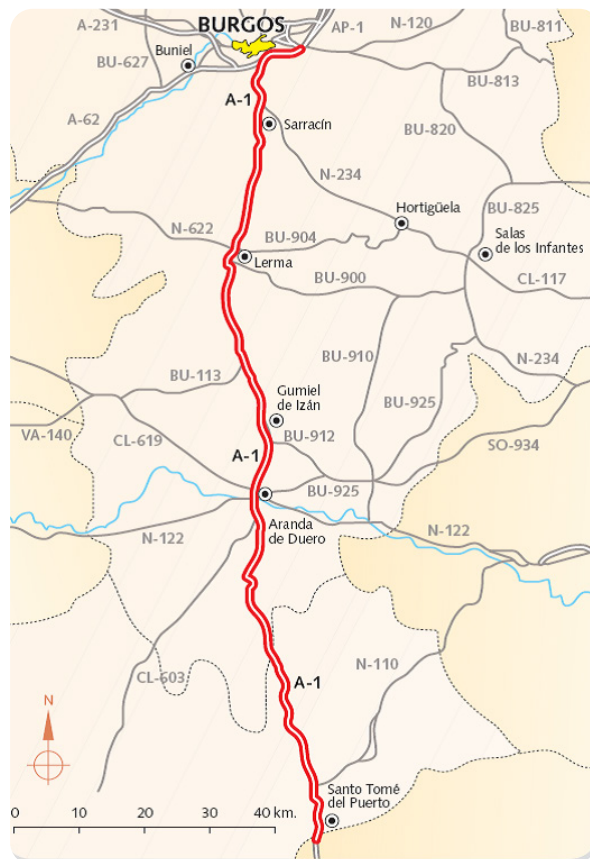 BURGOS
A-231
AP-1
N-120
BU-811
Buniel
BU-627
BU-813
A-62
A-1
Sarracín
BU-820
N-234
Hortigüela
BU-825
N-622
BU-904
Salas
de los Infantes
Lerma
BU-900
CL-117
BU-910
N-234
BU-113
Gumiel
de Izán
BU-925
VA-140
CL-619
BU-912
SO-934
A-1
BU-925
Aranda
de Duero
N-122
N-122
N-110
CL-603
A-1
N
Santo Tomé
del Puerto
0 10 20 30 40 km.